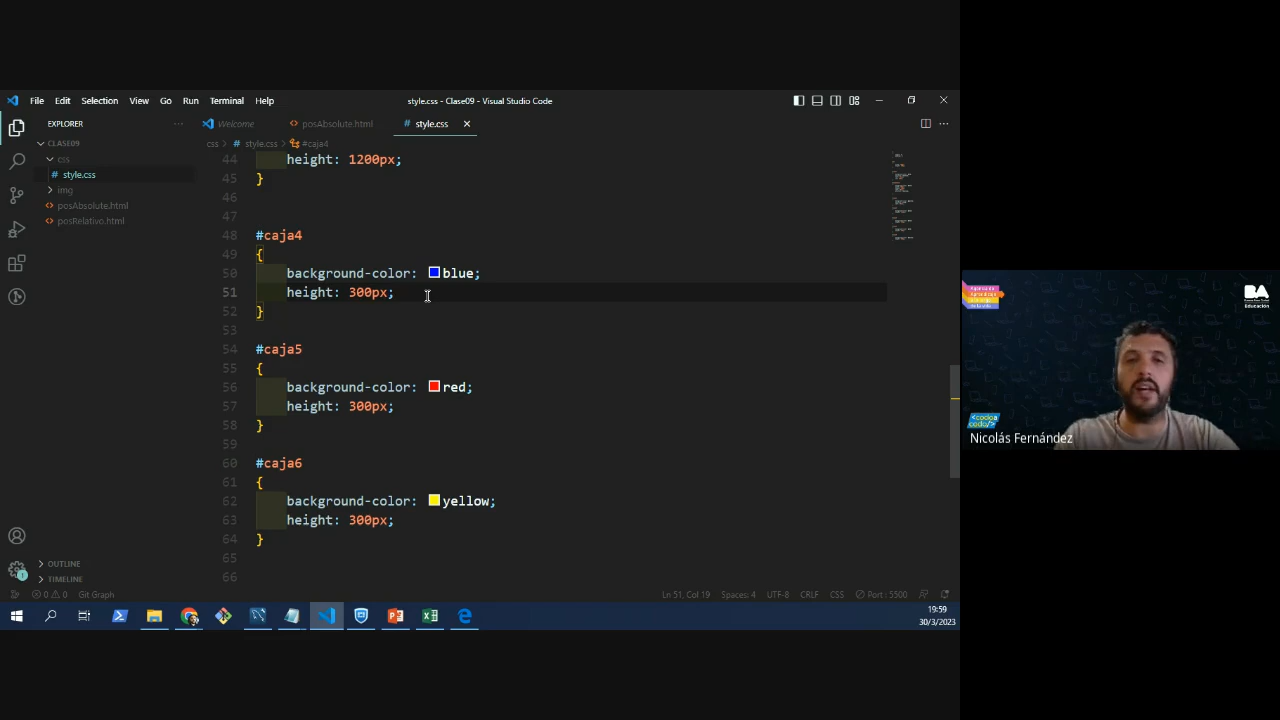 File Edit Selection View Go Run Terminal Help
style.css - Clase09 - Visual Studio Code
EXPLORER
CLASE09
css
style.css
img
posAbsolute.html
posRelativo.html
OUTLINE
TIMELINE
Welcome posAbsolute.html # style.css
css > # style.css > #caja4
44 height: 1200px;
45 }
46
47
48 #caja4
49 {
50 background-color: blue;
51 height: 300px;
52 }
53
54 #caja5
55 {
56 background-color: red;
57 height: 300px;
58 }
59
60 #caja6
61 {
62 background-color: yellow;
63 height: 300px;
64 }
65
66
0 0 Git Graph Ln 51, Col 19 Spaces: 4 UTF-8 CRLF CSS Port : 5500
19:59
30/3/2023
BA
Educación
<codo a
codo/>
Nicolás Fernández